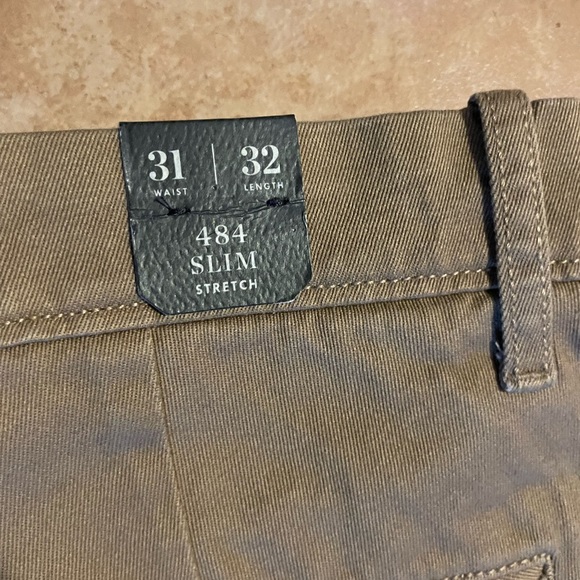 31 | 32
WAIST LENGTH
484
SLIM
STRETCH